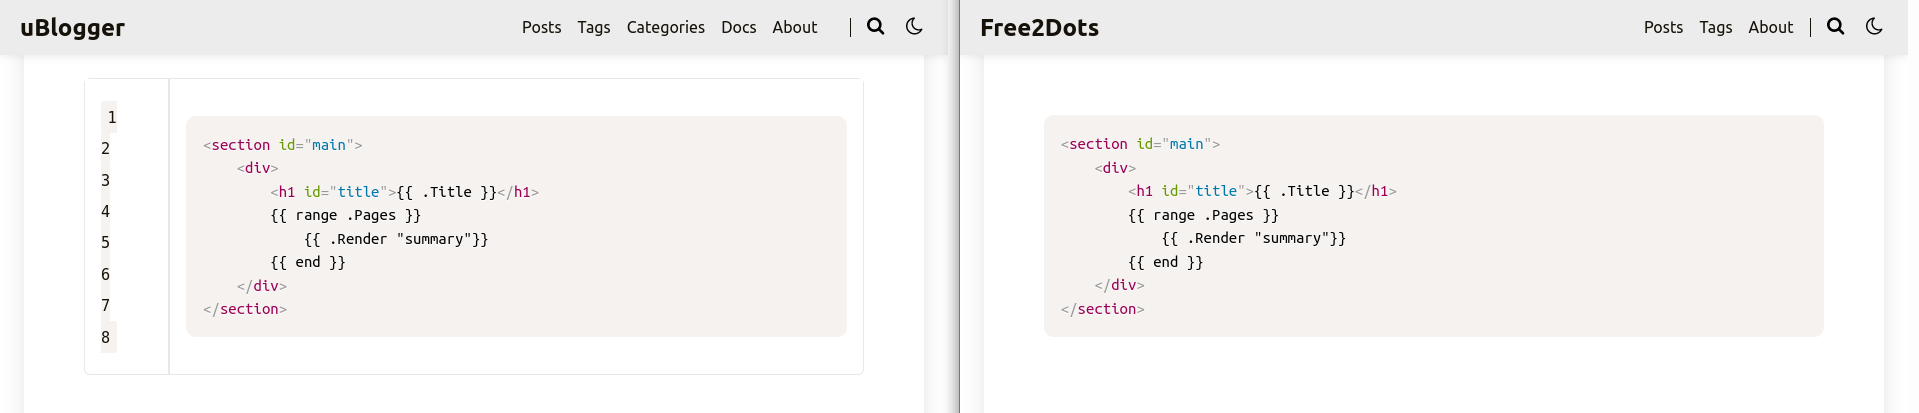 uBlogger
Posts Tags Categories Docs About
1
2
3
4
5
6
7
8
<section id="main">
    <div>
        <h1 id="title">{{ .Title }}</h1>
        {{ range .Pages }}
            {{ .Render "summary"}}
        {{ end }}
    </div>
</section>
Free2Dots
Posts Tags About
<section id="main">
    <div>
        <h1 id="title">{{ .Title }}</h1>
        {{ range .Pages }}
            {{ .Render "summary"}}
        {{ end }}
    </div>
</section>